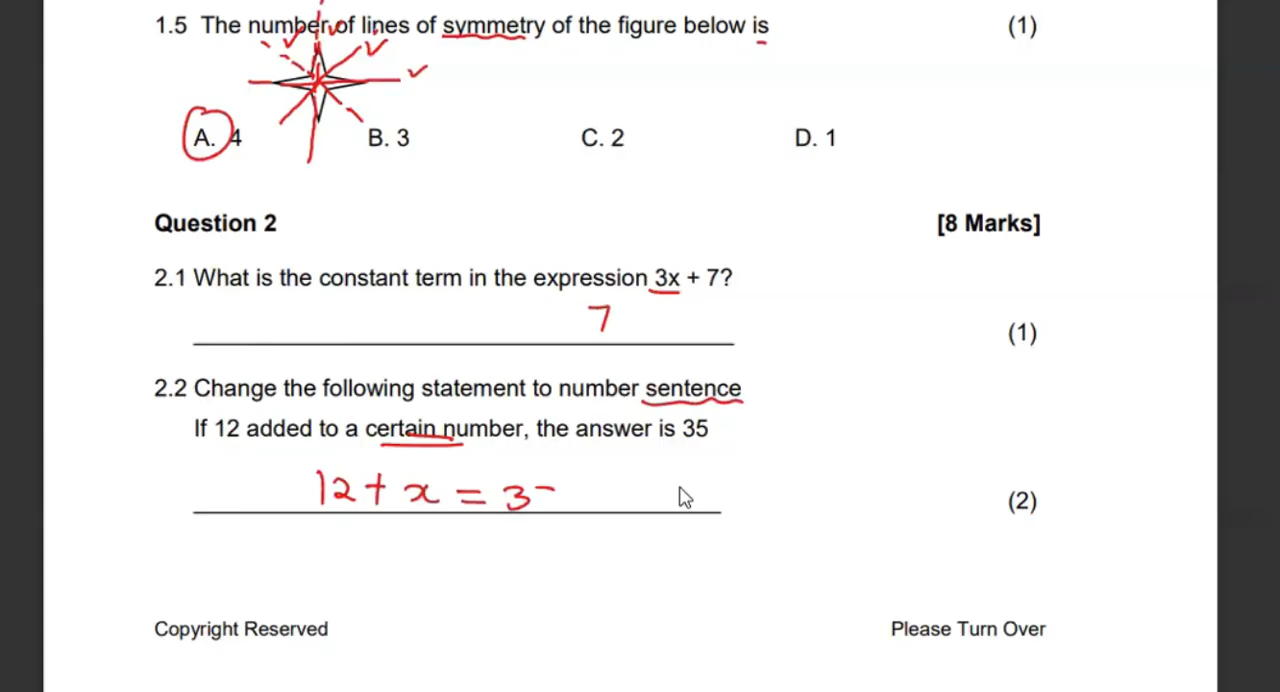 1.5 The number of lines of symmetry of the figure below is (1)
A. 4 B. 3 C. 2 D. 1
Question 2 [8 Marks]
2.1 What is the constant term in the expression 3x + 7?
7
(1)
2.2 Change the following statement to number sentence
If 12 added to a certain number, the answer is 35
12 + x = 3
(2)
Copyright Reserved Please Turn Over